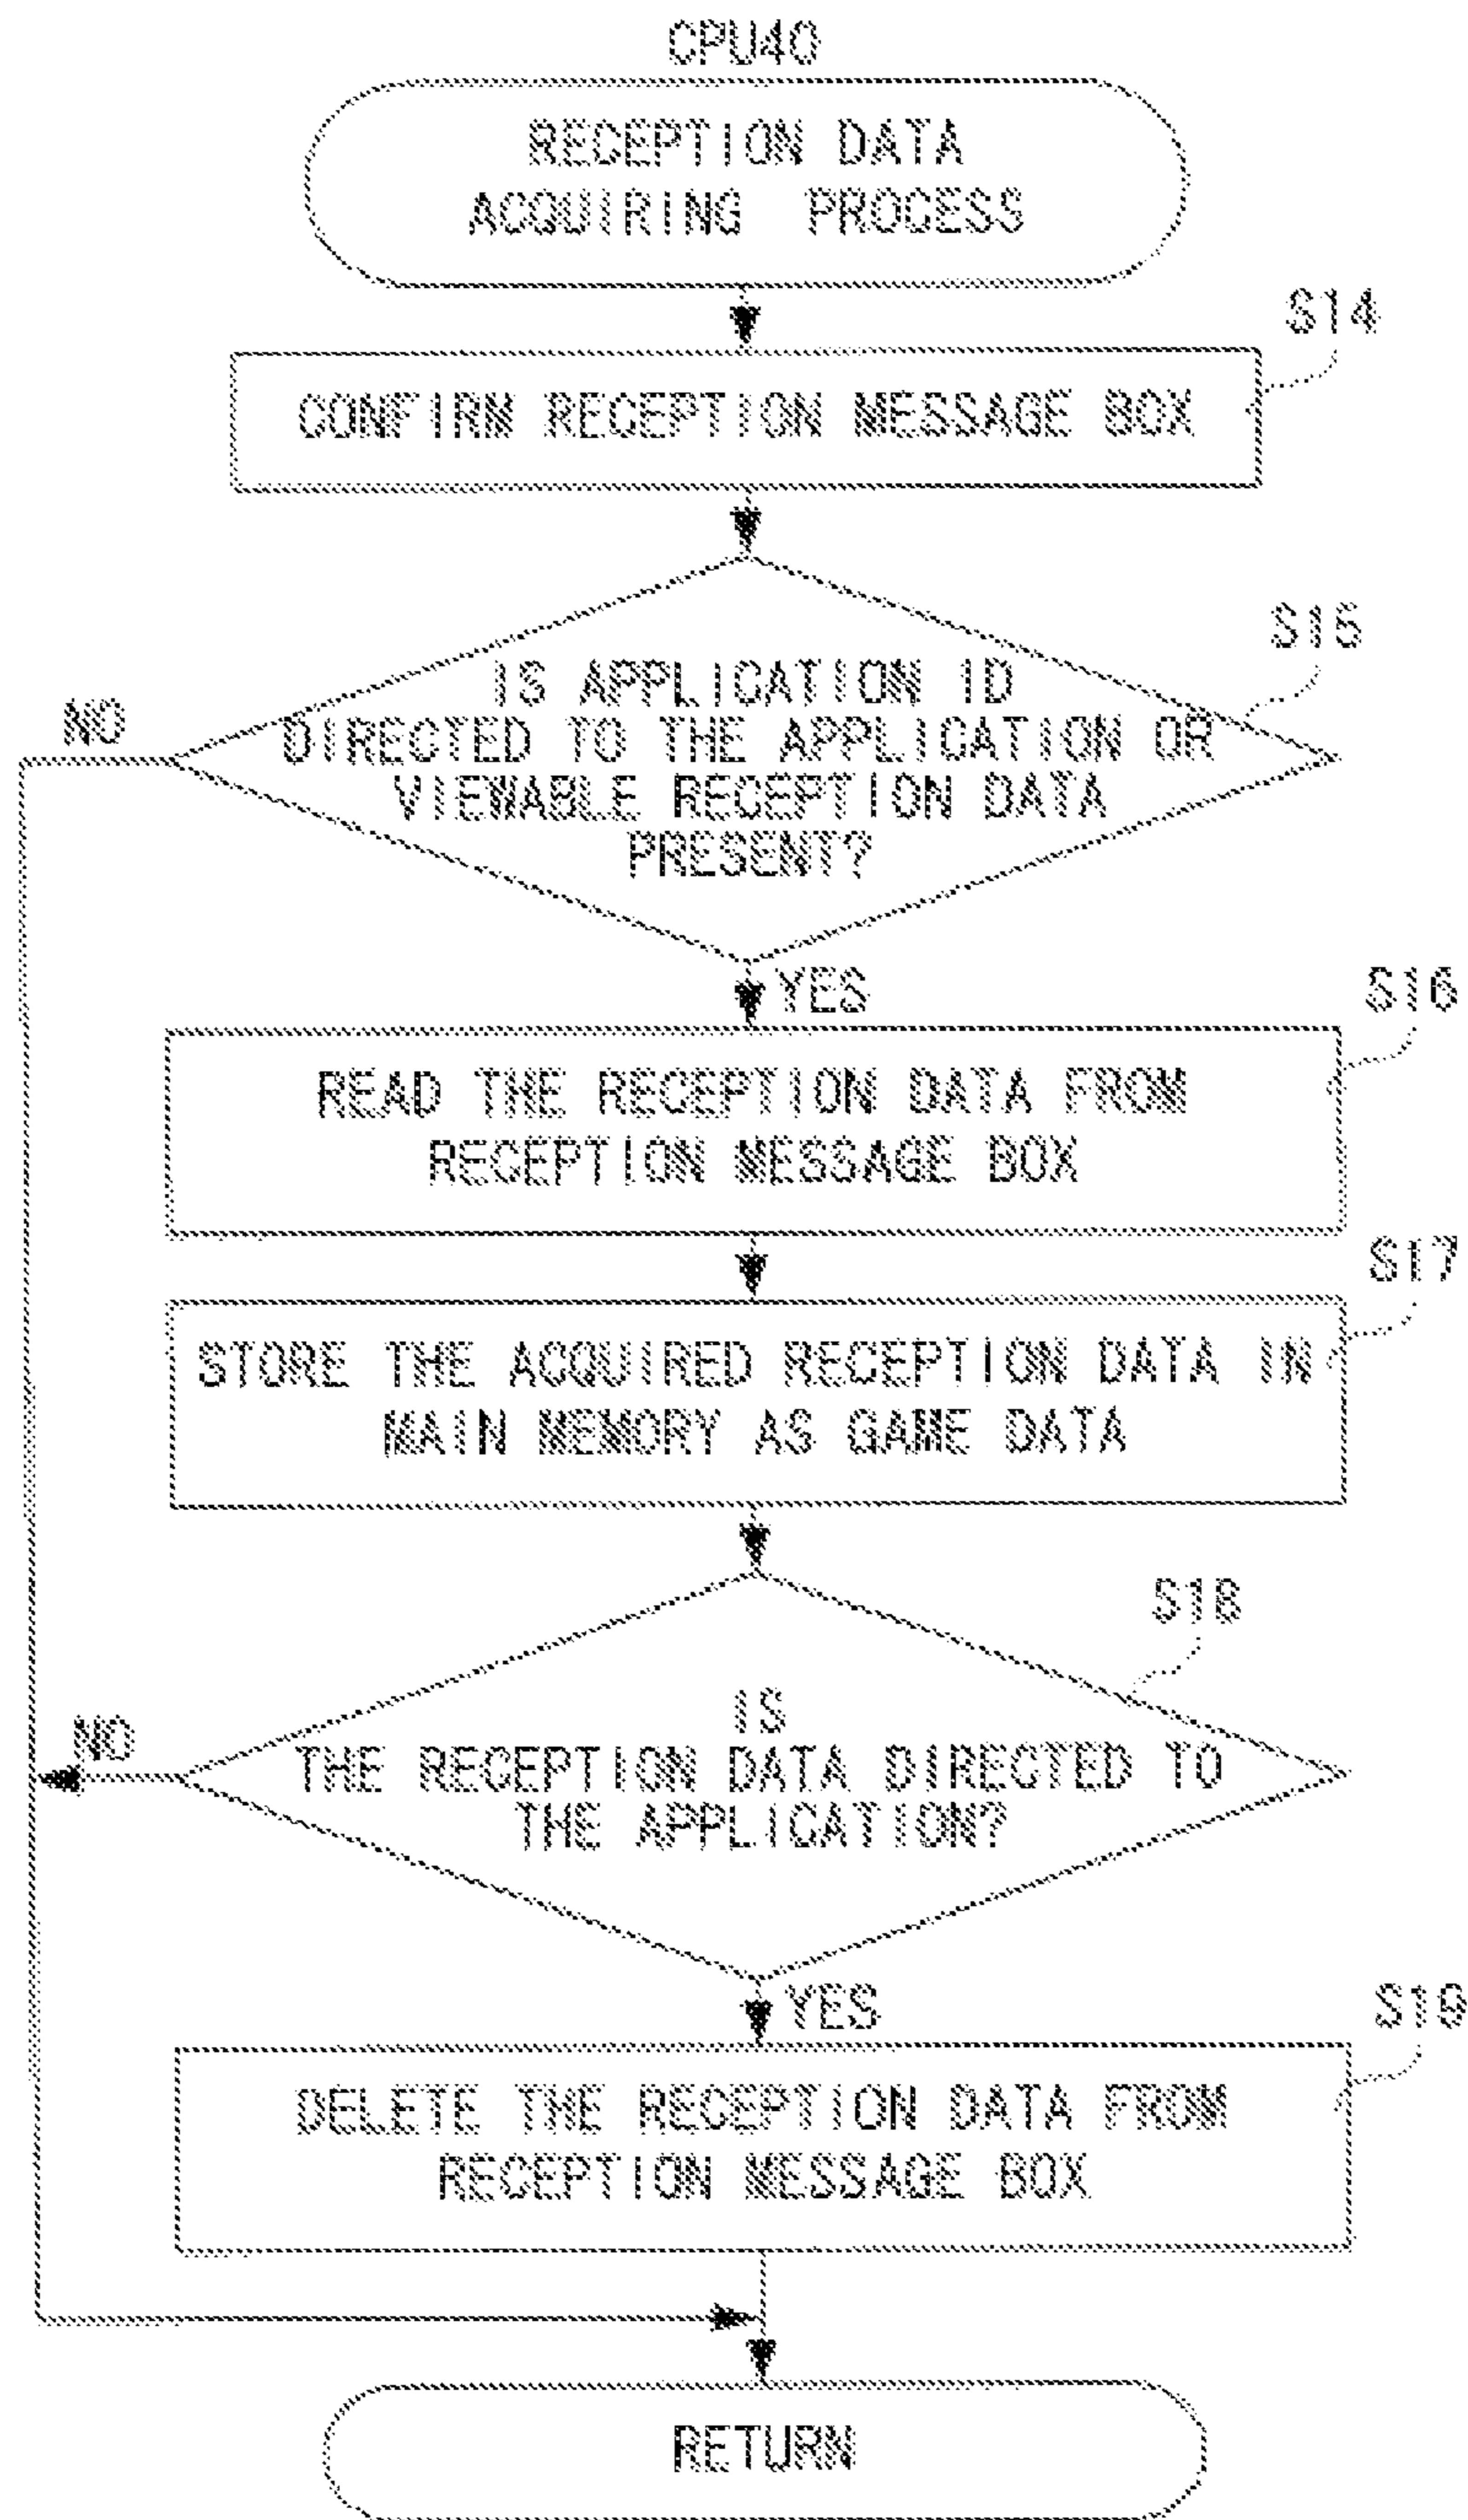 CPU40
RECEPTION DATA
ACQUIRING PROCESS
S14
CONFIRM RECEPTION MESSAGE BOX
S15
IS APPLICATION ID
DIRECTED TO THE APPLICATION OR
VIEWABLE RECEPTION DATA
PRESENT?
NO
YES
S16
READ THE RECEPTION DATA FROM
RECEPTION MESSAGE BOX
S17
STORE THE ACQUIRED RECEPTION DATA IN
MAIN MEMORY AS GAME DATA
S18
IS
THE RECEPTION DATA DIRECTED TO
THE APPLICATION?
NO
YES
S19
DELETE THE RECEPTION DATA FROM
RECEPTION MESSAGE BOX
RETURN